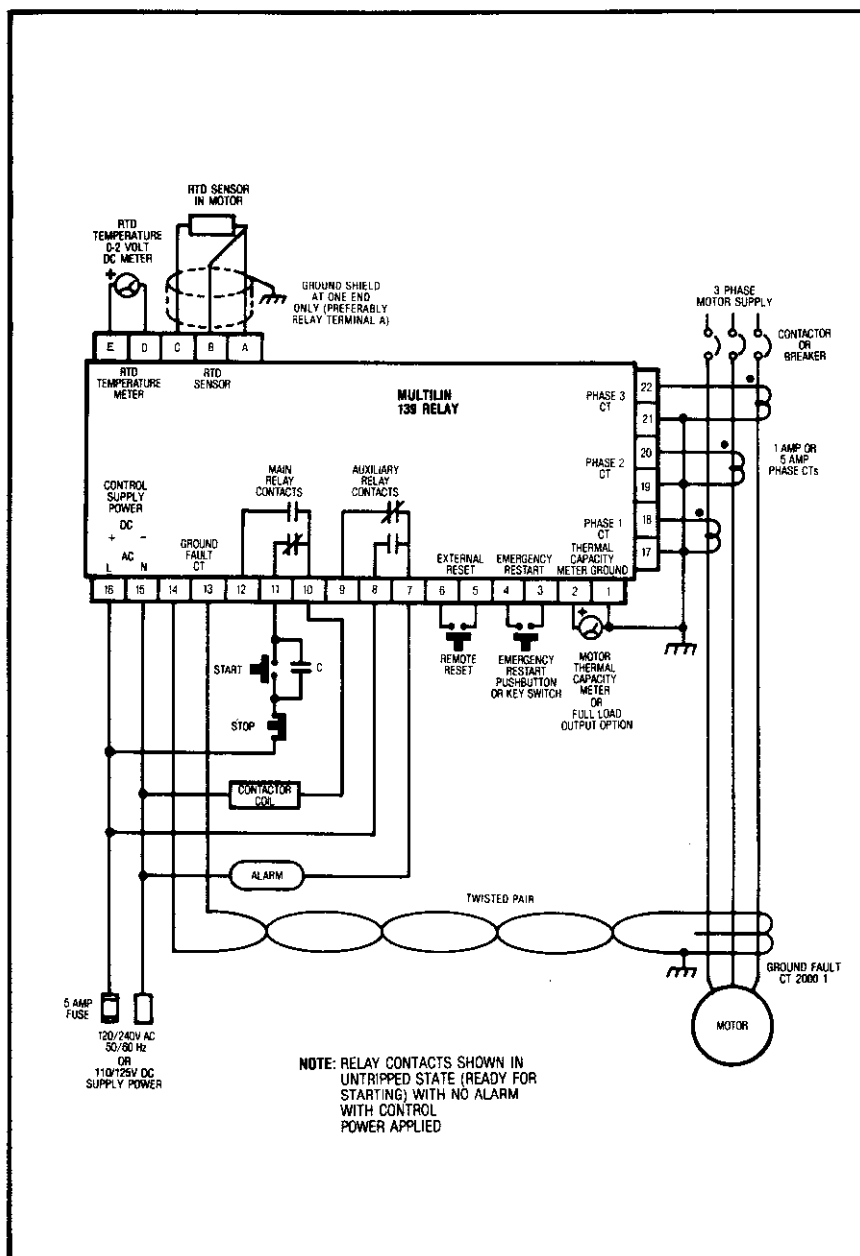 RTD SENSOR
IN MOTOR
RTD
TEMPERATURE
0-2 VOLT
DC METER
+
GROUND SHIELD
AT ONE END
ONLY (PREFERABLY
RELAY TERMINAL A)
3 PHASE
MOTOR SUPPLY
CONTACTOR
OR
BREAKER
E D C B A
RTD
TEMPERATURE
METER
RTD
SENSOR
MULTILIN
139 RELAY
PHASE 3
CT
22
21
PHASE 2
CT
20
19
PHASE 1
CT
18
17
1 AMP OR
5 AMP
PHASE CTs
CONTROL
SUPPLY
POWER
DC
+ −
AC
L N
GROUND
FAULT
CT
MAIN
RELAY
CONTACTS
AUXILIARY
RELAY
CONTACTS
EXTERNAL
RESET
EMERGENCY
RESTART
THERMAL
CAPACITY
METER GROUND
16 15 14 13 12 11 10 9 8 7 6 5 4 3 2 1
START
C
STOP
REMOTE
RESET
EMERGENCY
RESTART
PUSHBUTTON
OR KEY SWITCH
+
MOTOR
THERMAL
CAPACITY
METER
OR
FULL LOAD
OUTPUT OPTION
CONTACTOR
COIL
ALARM
TWISTED PAIR
GROUND FAULT
CT 2000 1
MOTOR
5 AMP
FUSE
120/240V AC
50/60 Hz
OR
110/125V DC
SUPPLY POWER
NOTE: RELAY CONTACTS SHOWN IN
UNTRIPPED STATE (READY FOR
STARTING) WITH NO ALARM
WITH CONTROL
POWER APPLIED